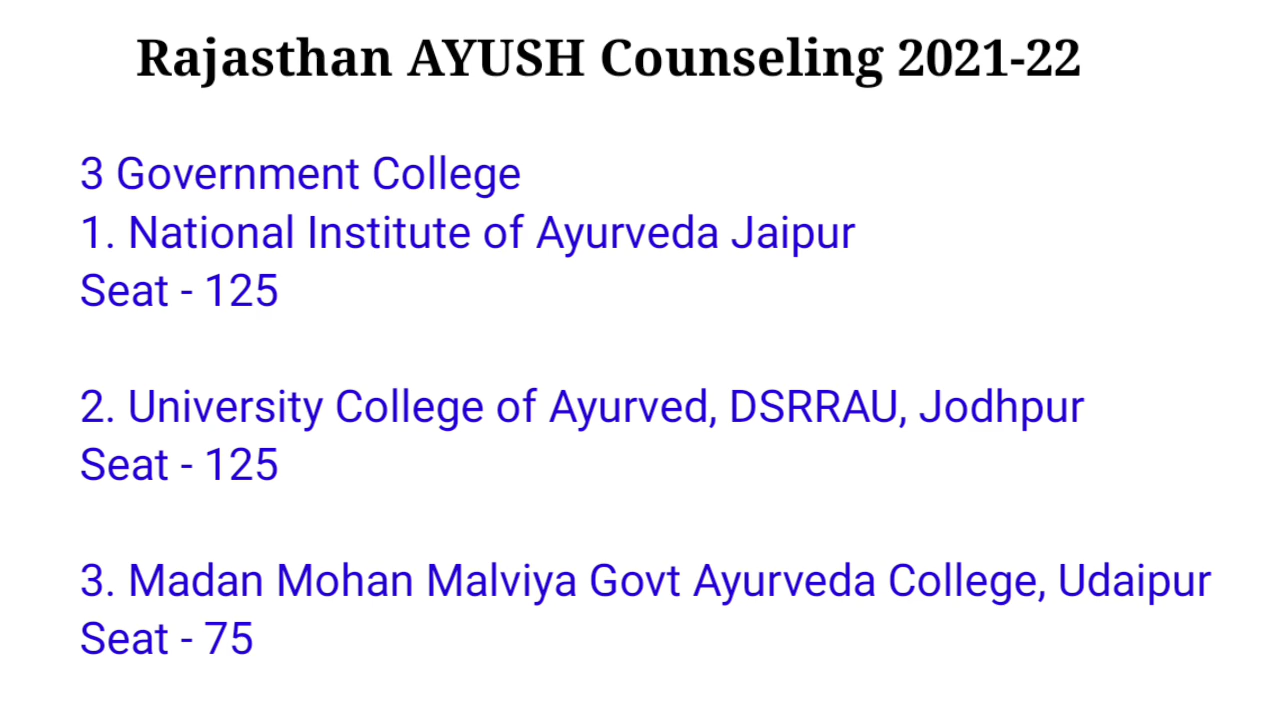 Rajasthan AYUSH Counseling 2021-22
3 Government College
1. National Institute of Ayurveda Jaipur
Seat - 125
2. University College of Ayurved, DSRRAU, Jodhpur
Seat - 125
3. Madan Mohan Malviya Govt Ayurveda College, Udaipur
Seat - 75